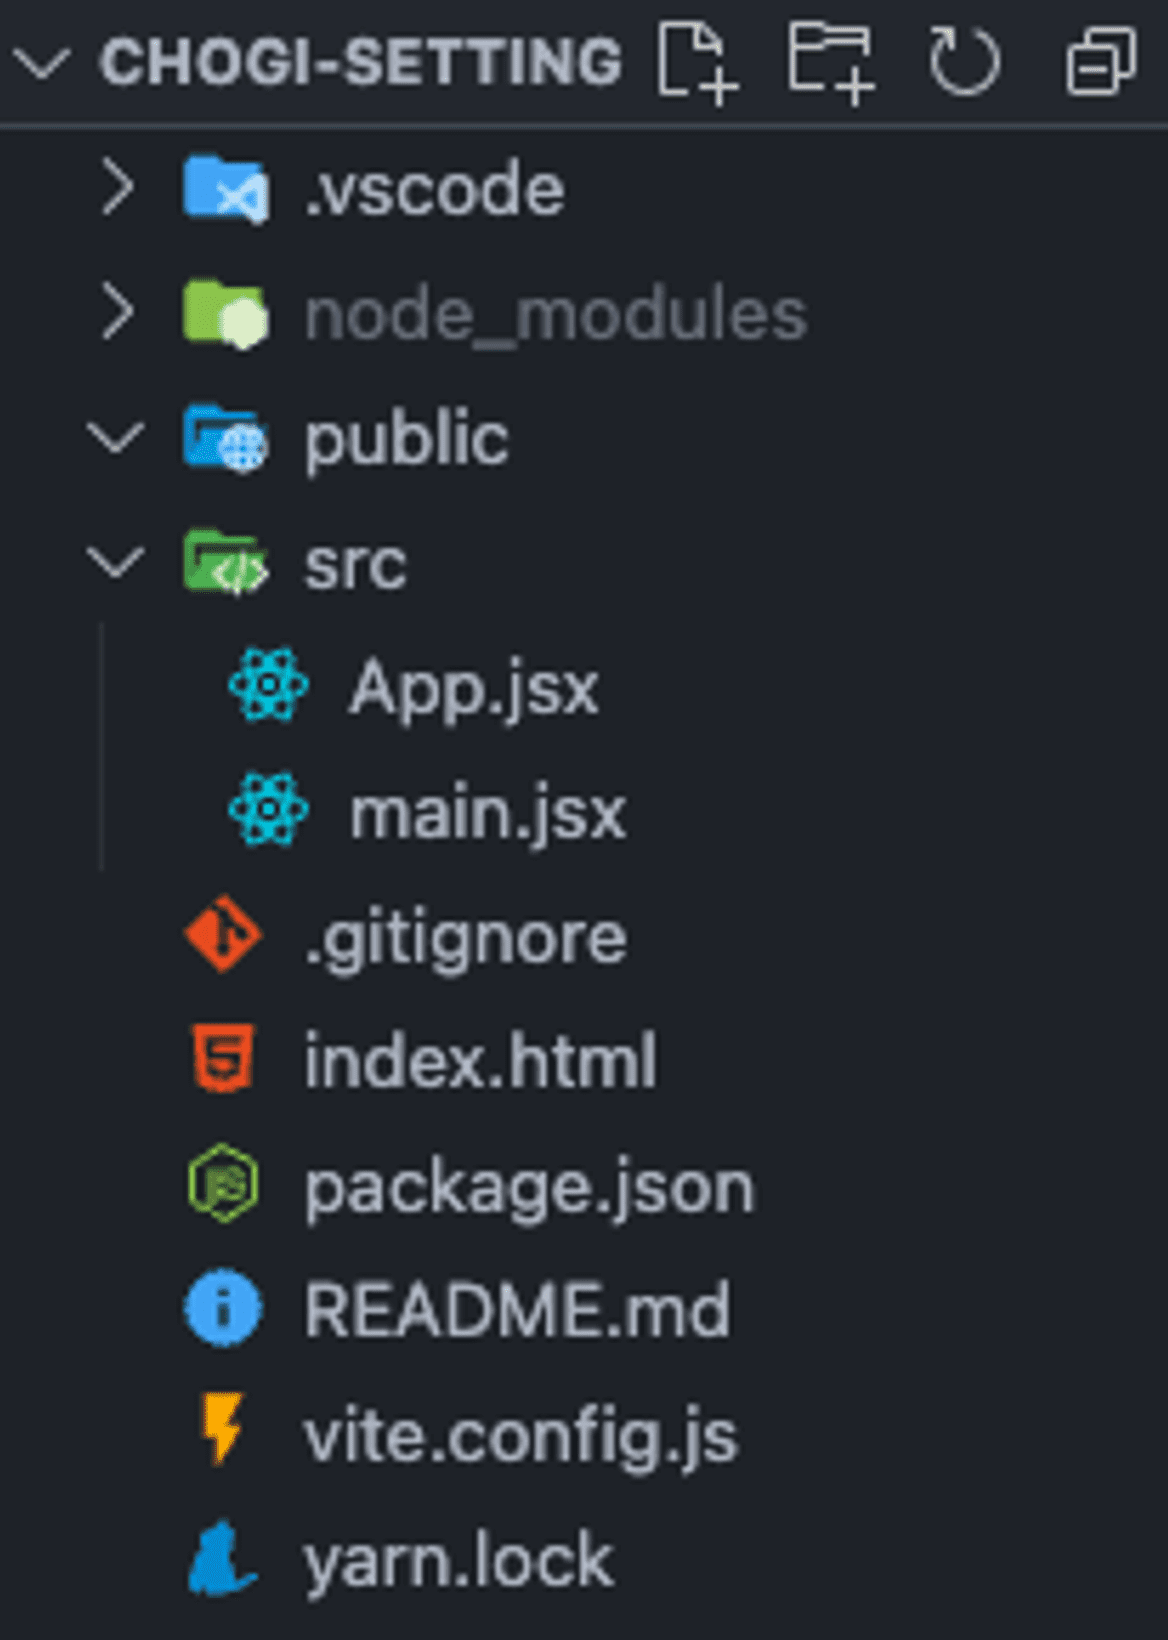 CHOGI-SETTING
.vscode
node_modules
public
src
App.jsx
main.jsx
.gitignore
index.html
package.json
README.md
vite.config.js
yarn.lock